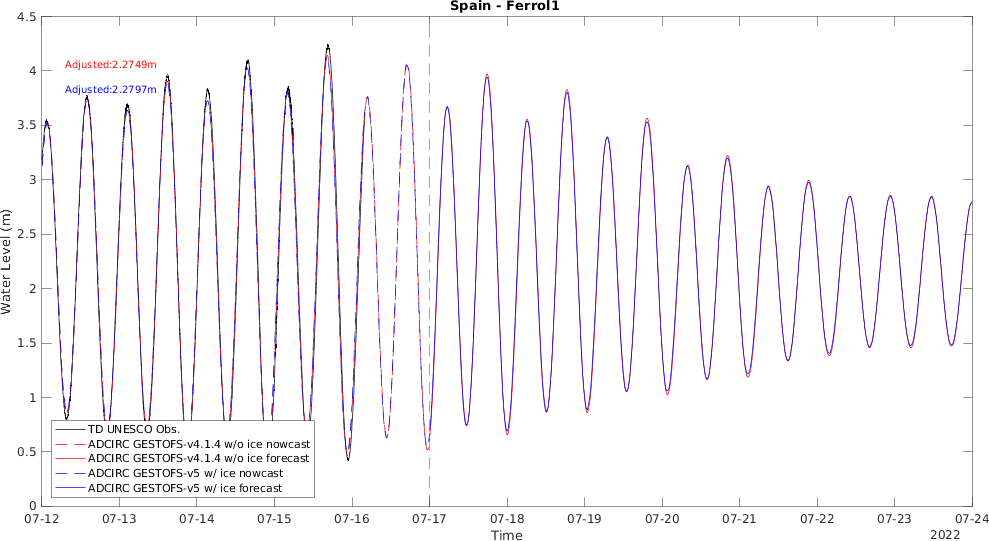 Spain - Ferrol1
4.5
4
3.5
3
2.5
2
1.5
1
0.5
0
Water Level (m)
Adjusted:2.2749m
Adjusted:2.2797m
TD UNESCO Obs.
ADCIRC GESTOFS-v4.1.4 w/o ice nowcast
ADCIRC GESTOFS-v4.1.4 w/o ice forecast
ADCIRC GESTOFS-v5 w/ ice nowcast
ADCIRC GESTOFS-v5 w/ ice forecast
07-12 07-13 07-14 07-15 07-16 07-17 07-18 07-19 07-20 07-21 07-22 07-23 07-24
2022
Time